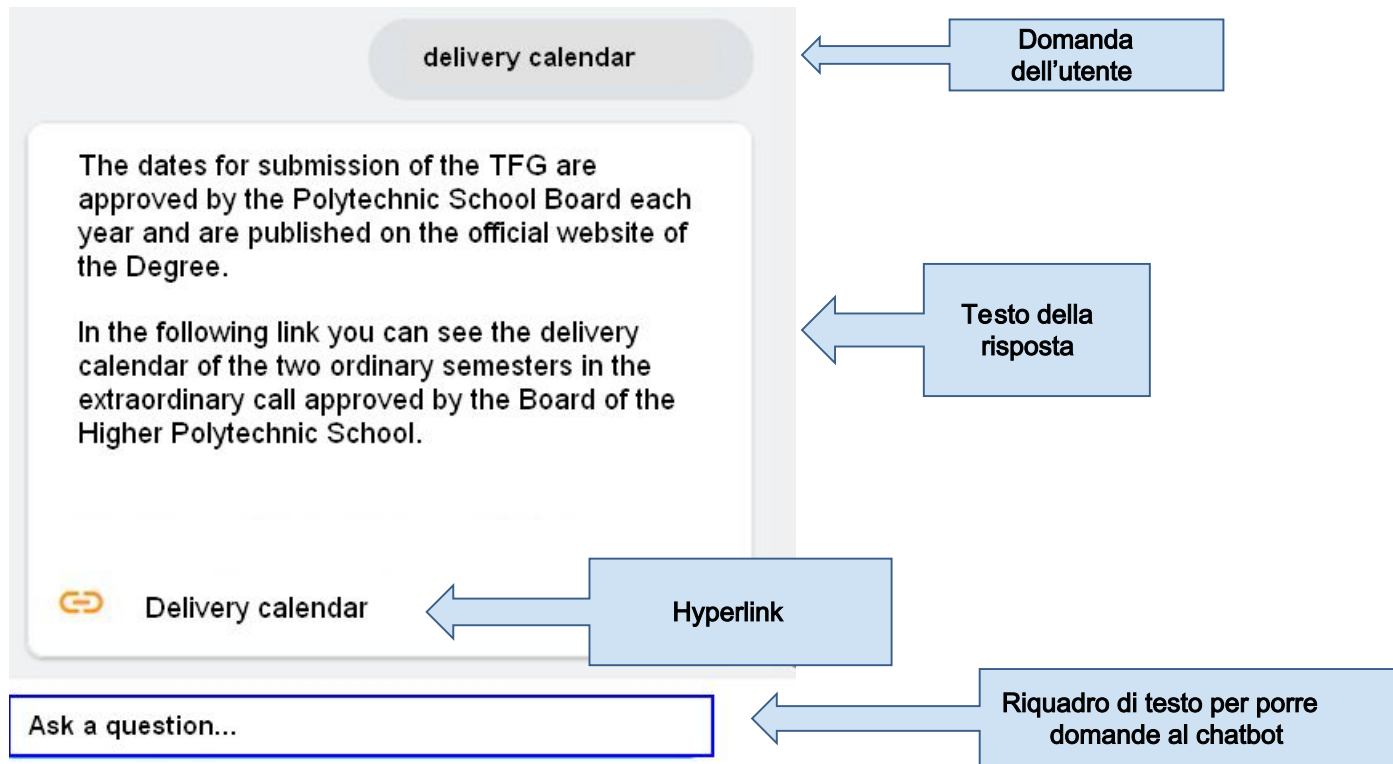 delivery calendar
Domanda
dell'utente
The dates for submission of the TFG are
approved by the Polytechnic School Board each
year and are published on the official website of
the Degree.
In the following link you can see the delivery
calendar of the two ordinary semesters in the
extraordinary call approved by the Board of the
Higher Polytechnic School.
Testo della
risposta
Delivery calendar
Hyperlink
Ask a question...
Riquadro di testo per porre
domande al chatbot